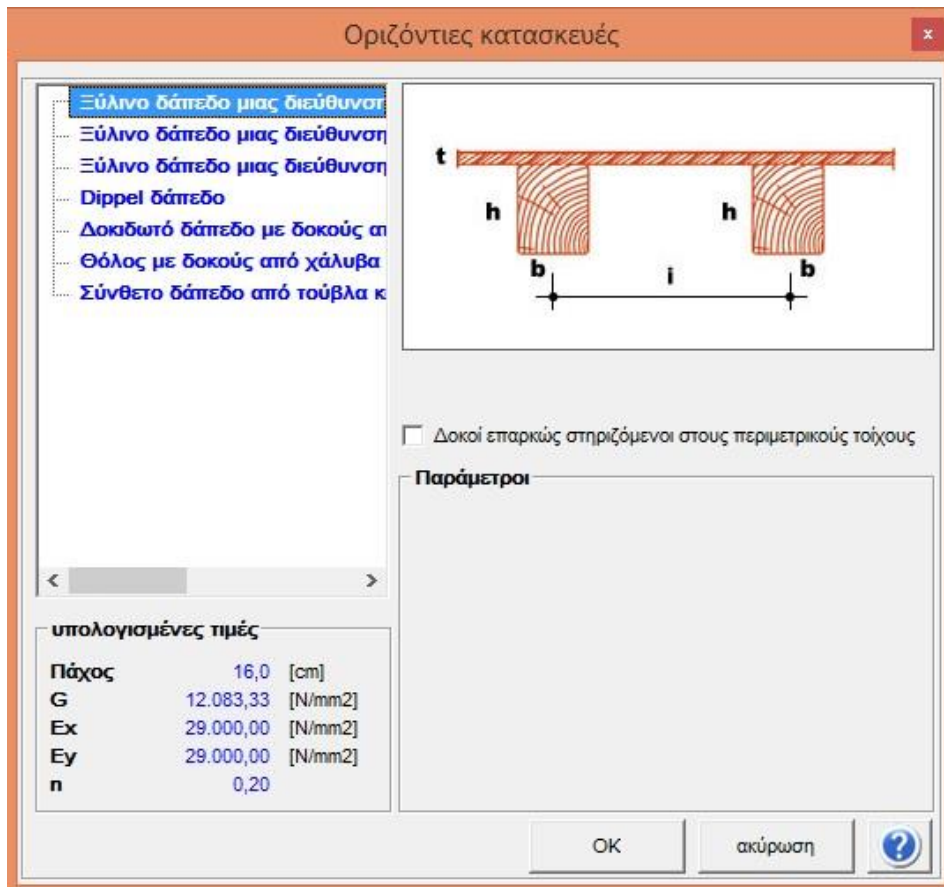 Οριζόντιες κατασκευές
x
Ξύλινο δάπεδο μιας διεύθυνση
Ξύλινο δάπεδο μιας διεύθυνση
Ξύλινο δάπεδο μιας διεύθυνση
Dippel δάπεδο
Δοκιδωτό δάπεδο με δοκούς απ
Θόλος με δοκούς από χάλυβα
Σύνθετο δάπεδο από τούβλα κ
t
h h
b i b
Δοκοί επαρκώς στηριζόμενοι στους περιμετρικούς τοίχους
Παράμετροι
υπολογισμένες τιμές
Πάχος 16,0 [cm]
G 12.083,33 [N/mm2]
Ex 29.000,00 [N/mm2]
Ey 29.000,00 [N/mm2]
n 0,20
OK ακύρωση ?